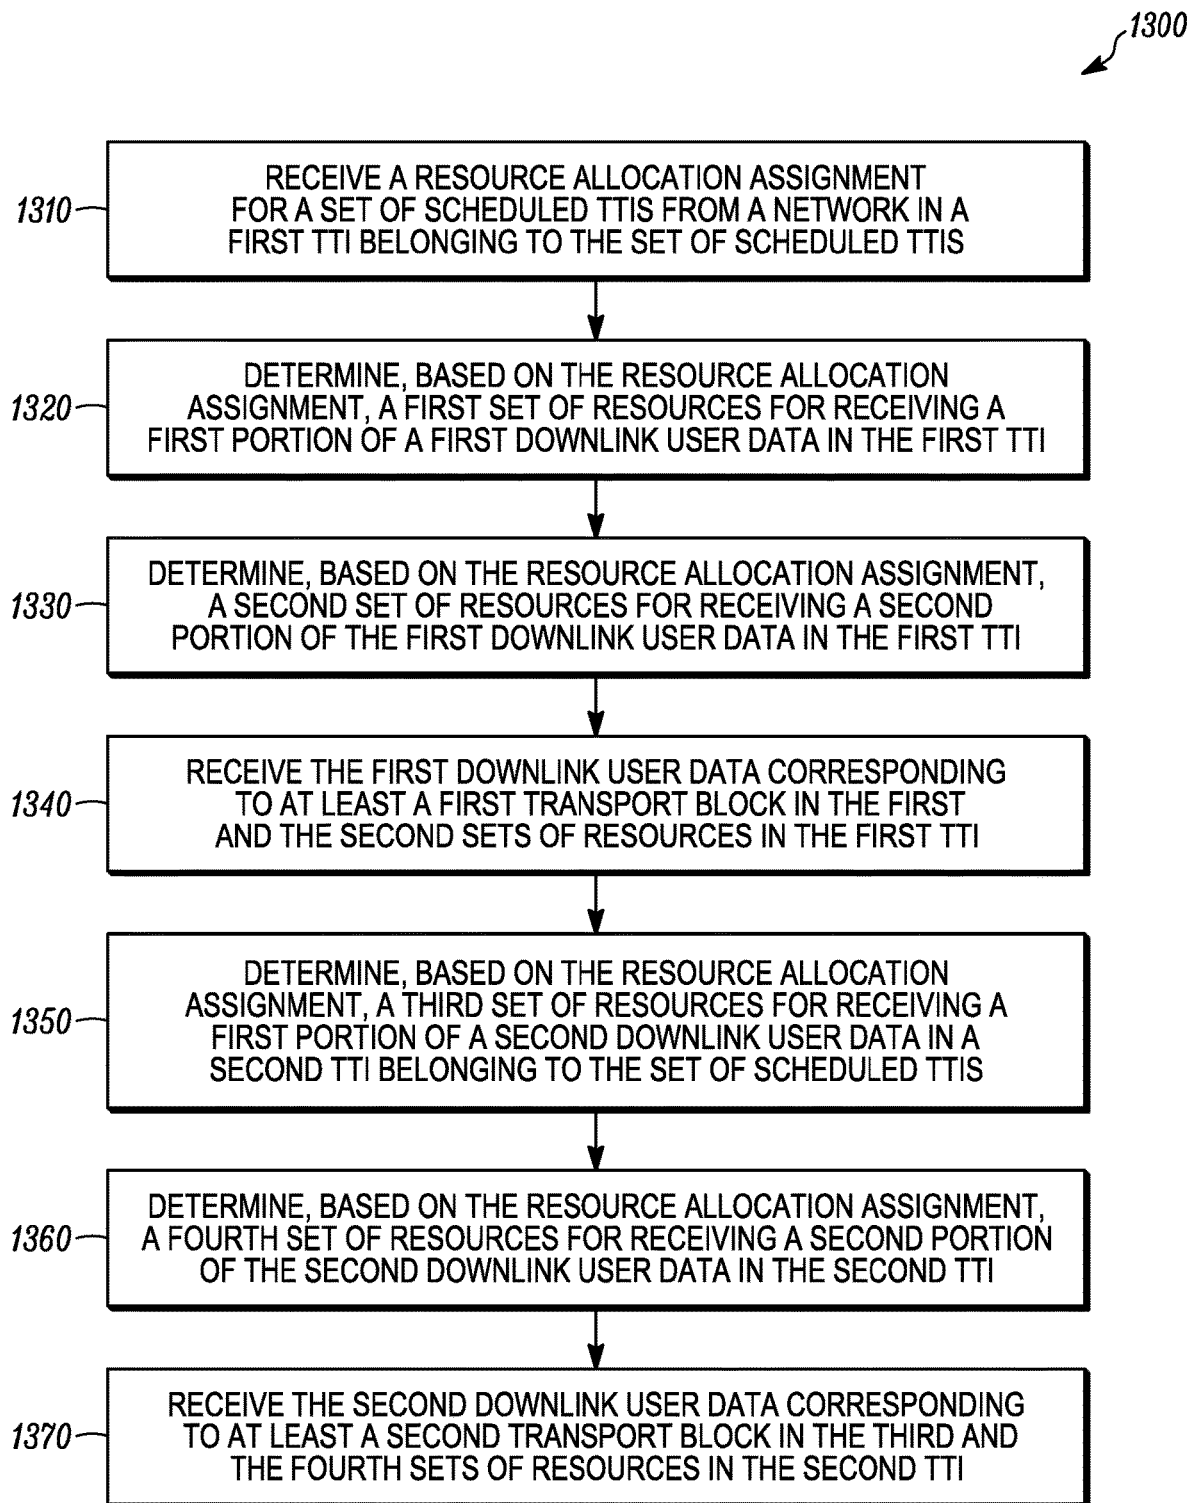 1300
1310
RECEIVE A RESOURCE ALLOCATION ASSIGNMENT
FOR A SET OF SCHEDULED TTIS FROM A NETWORK IN A
FIRST TTI BELONGING TO THE SET OF SCHEDULED TTIS
1320
DETERMINE, BASED ON THE RESOURCE ALLOCATION
ASSIGNMENT, A FIRST SET OF RESOURCES FOR RECEIVING A
FIRST PORTION OF A FIRST DOWNLINK USER DATA IN THE FIRST TTI
1330
DETERMINE, BASED ON THE RESOURCE ALLOCATION ASSIGNMENT,
A SECOND SET OF RESOURCES FOR RECEIVING A SECOND
PORTION OF THE FIRST DOWNLINK USER DATA IN THE FIRST TTI
1340
RECEIVE THE FIRST DOWNLINK USER DATA CORRESPONDING
TO AT LEAST A FIRST TRANSPORT BLOCK IN THE FIRST
AND THE SECOND SETS OF RESOURCES IN THE FIRST TTI
1350
DETERMINE, BASED ON THE RESOURCE ALLOCATION
ASSIGNMENT, A THIRD SET OF RESOURCES FOR RECEIVING A
FIRST PORTION OF A SECOND DOWNLINK USER DATA IN A
SECOND TTI BELONGING TO THE SET OF SCHEDULED TTIS
1360
DETERMINE, BASED ON THE RESOURCE ALLOCATION ASSIGNMENT,
A FOURTH SET OF RESOURCES FOR RECEIVING A SECOND PORTION
OF THE SECOND DOWNLINK USER DATA IN THE SECOND TTI
1370
RECEIVE THE SECOND DOWNLINK USER DATA CORRESPONDING
TO AT LEAST A SECOND TRANSPORT BLOCK IN THE THIRD AND
THE FOURTH SETS OF RESOURCES IN THE SECOND TTI